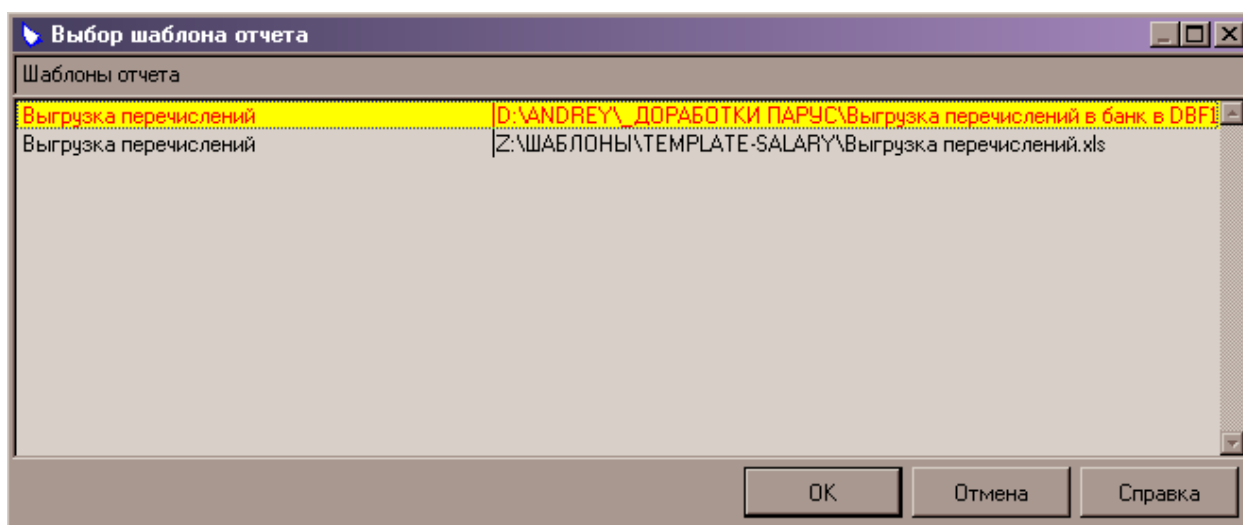 Выбор шаблона отчета
Шаблоны отчета
Выгрузка перечислений D:\ANDREY\_ДОРАБОТКИ ПАРУС\Выгрузка перечислений в банк в DBF1
Выгрузка перечислений Z:\ШАБЛОНЫ\TEMPLATE-SALARY\Выгрузка перечислений.xls
OK Отмена Справка